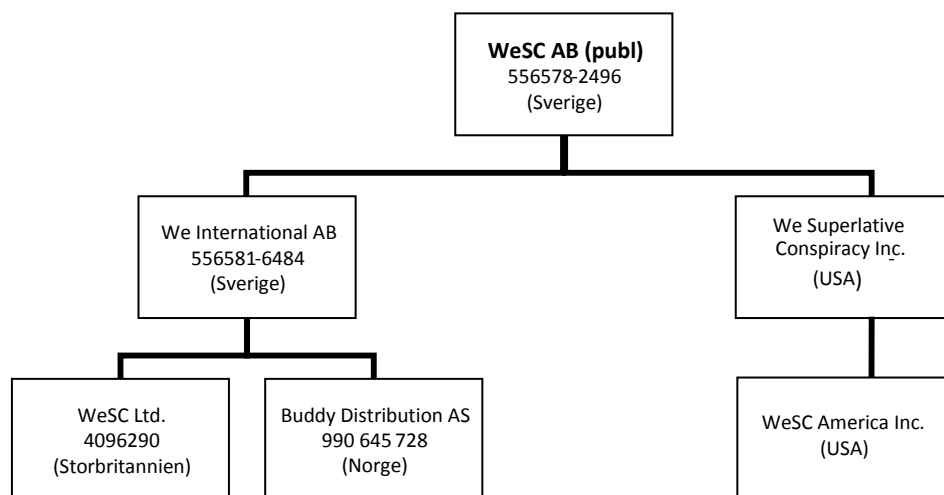 WeSC AB (publ)
556578-2496
(Sverige)
We International AB
556581-6484
(Sverige)
We Superlative
Conspiracy Inc.
(USA)
WeSC Ltd.
4096290
(Storbritannien)
Buddy Distribution AS
990 645 728
(Norge)
WeSC America Inc.
(USA)